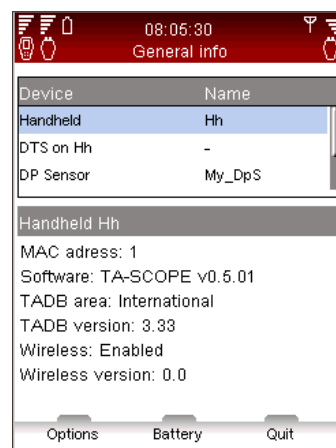 08:05:30
General info
Device Name
Handheld Hh
DTS on Hh -
DP Sensor My_DpS
Handheld Hh
MAC adress: 1
Software: TA-SCOPE v0.5.01
TADB area: International
TADB version: 3.33
Wireless: Enabled
Wireless version: 0.0
Options Battery Quit